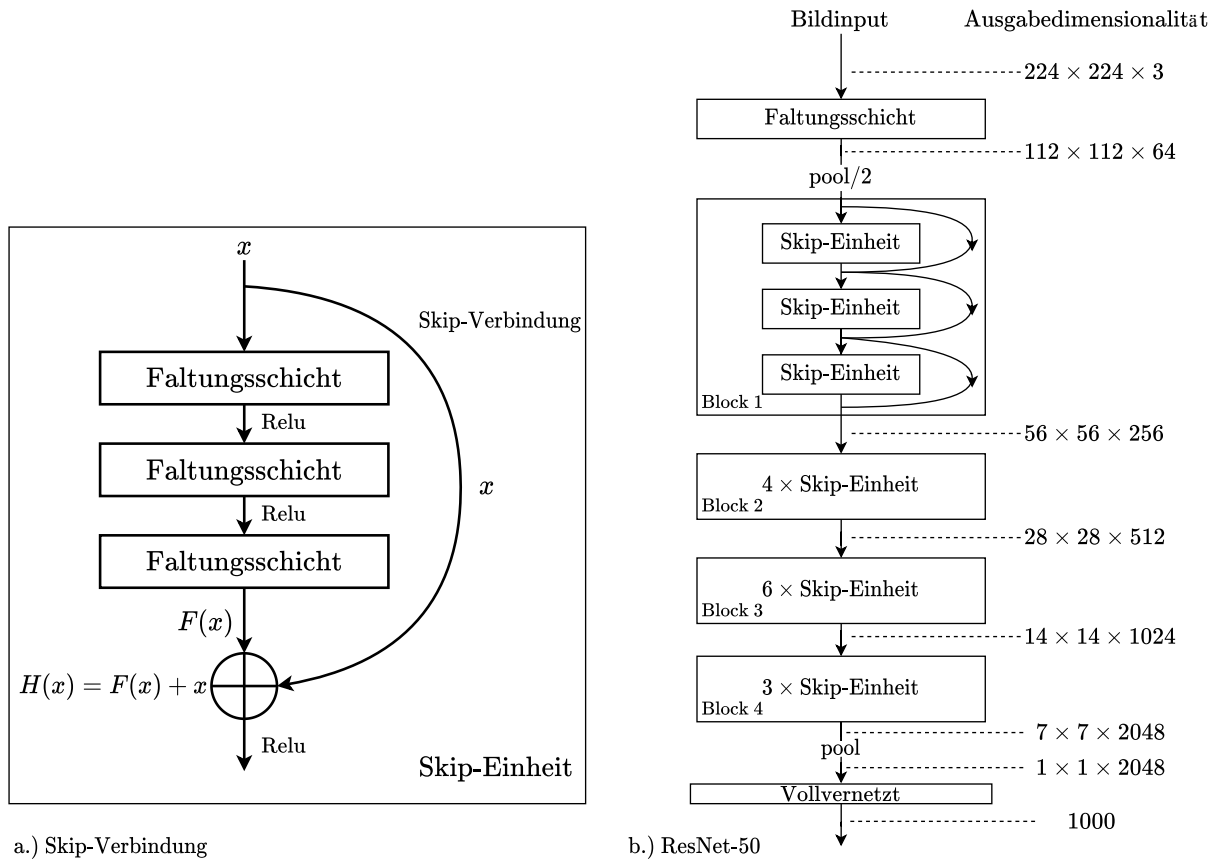 x
Skip-Verbindung
Faltungsschicht
Relu
Faltungsschicht
x
Relu
Faltungsschicht
F(x)
H(x) = F(x) + x
Relu
Skip-Einheit
a.) Skip-Verbindung
Bildinput
Ausgabedimensionalität
224 × 224 × 3
Faltungsschicht
112 × 112 × 64
pool/2
Skip-Einheit
Skip-Einheit
Skip-Einheit
Block 1
56 × 56 × 256
4 × Skip-Einheit
Block 2
28 × 28 × 512
6 × Skip-Einheit
Block 3
14 × 14 × 1024
3 × Skip-Einheit
Block 4
7 × 7 × 2048
pool
1 × 1 × 2048
Vollvernetzt
1000
b.) ResNet-50